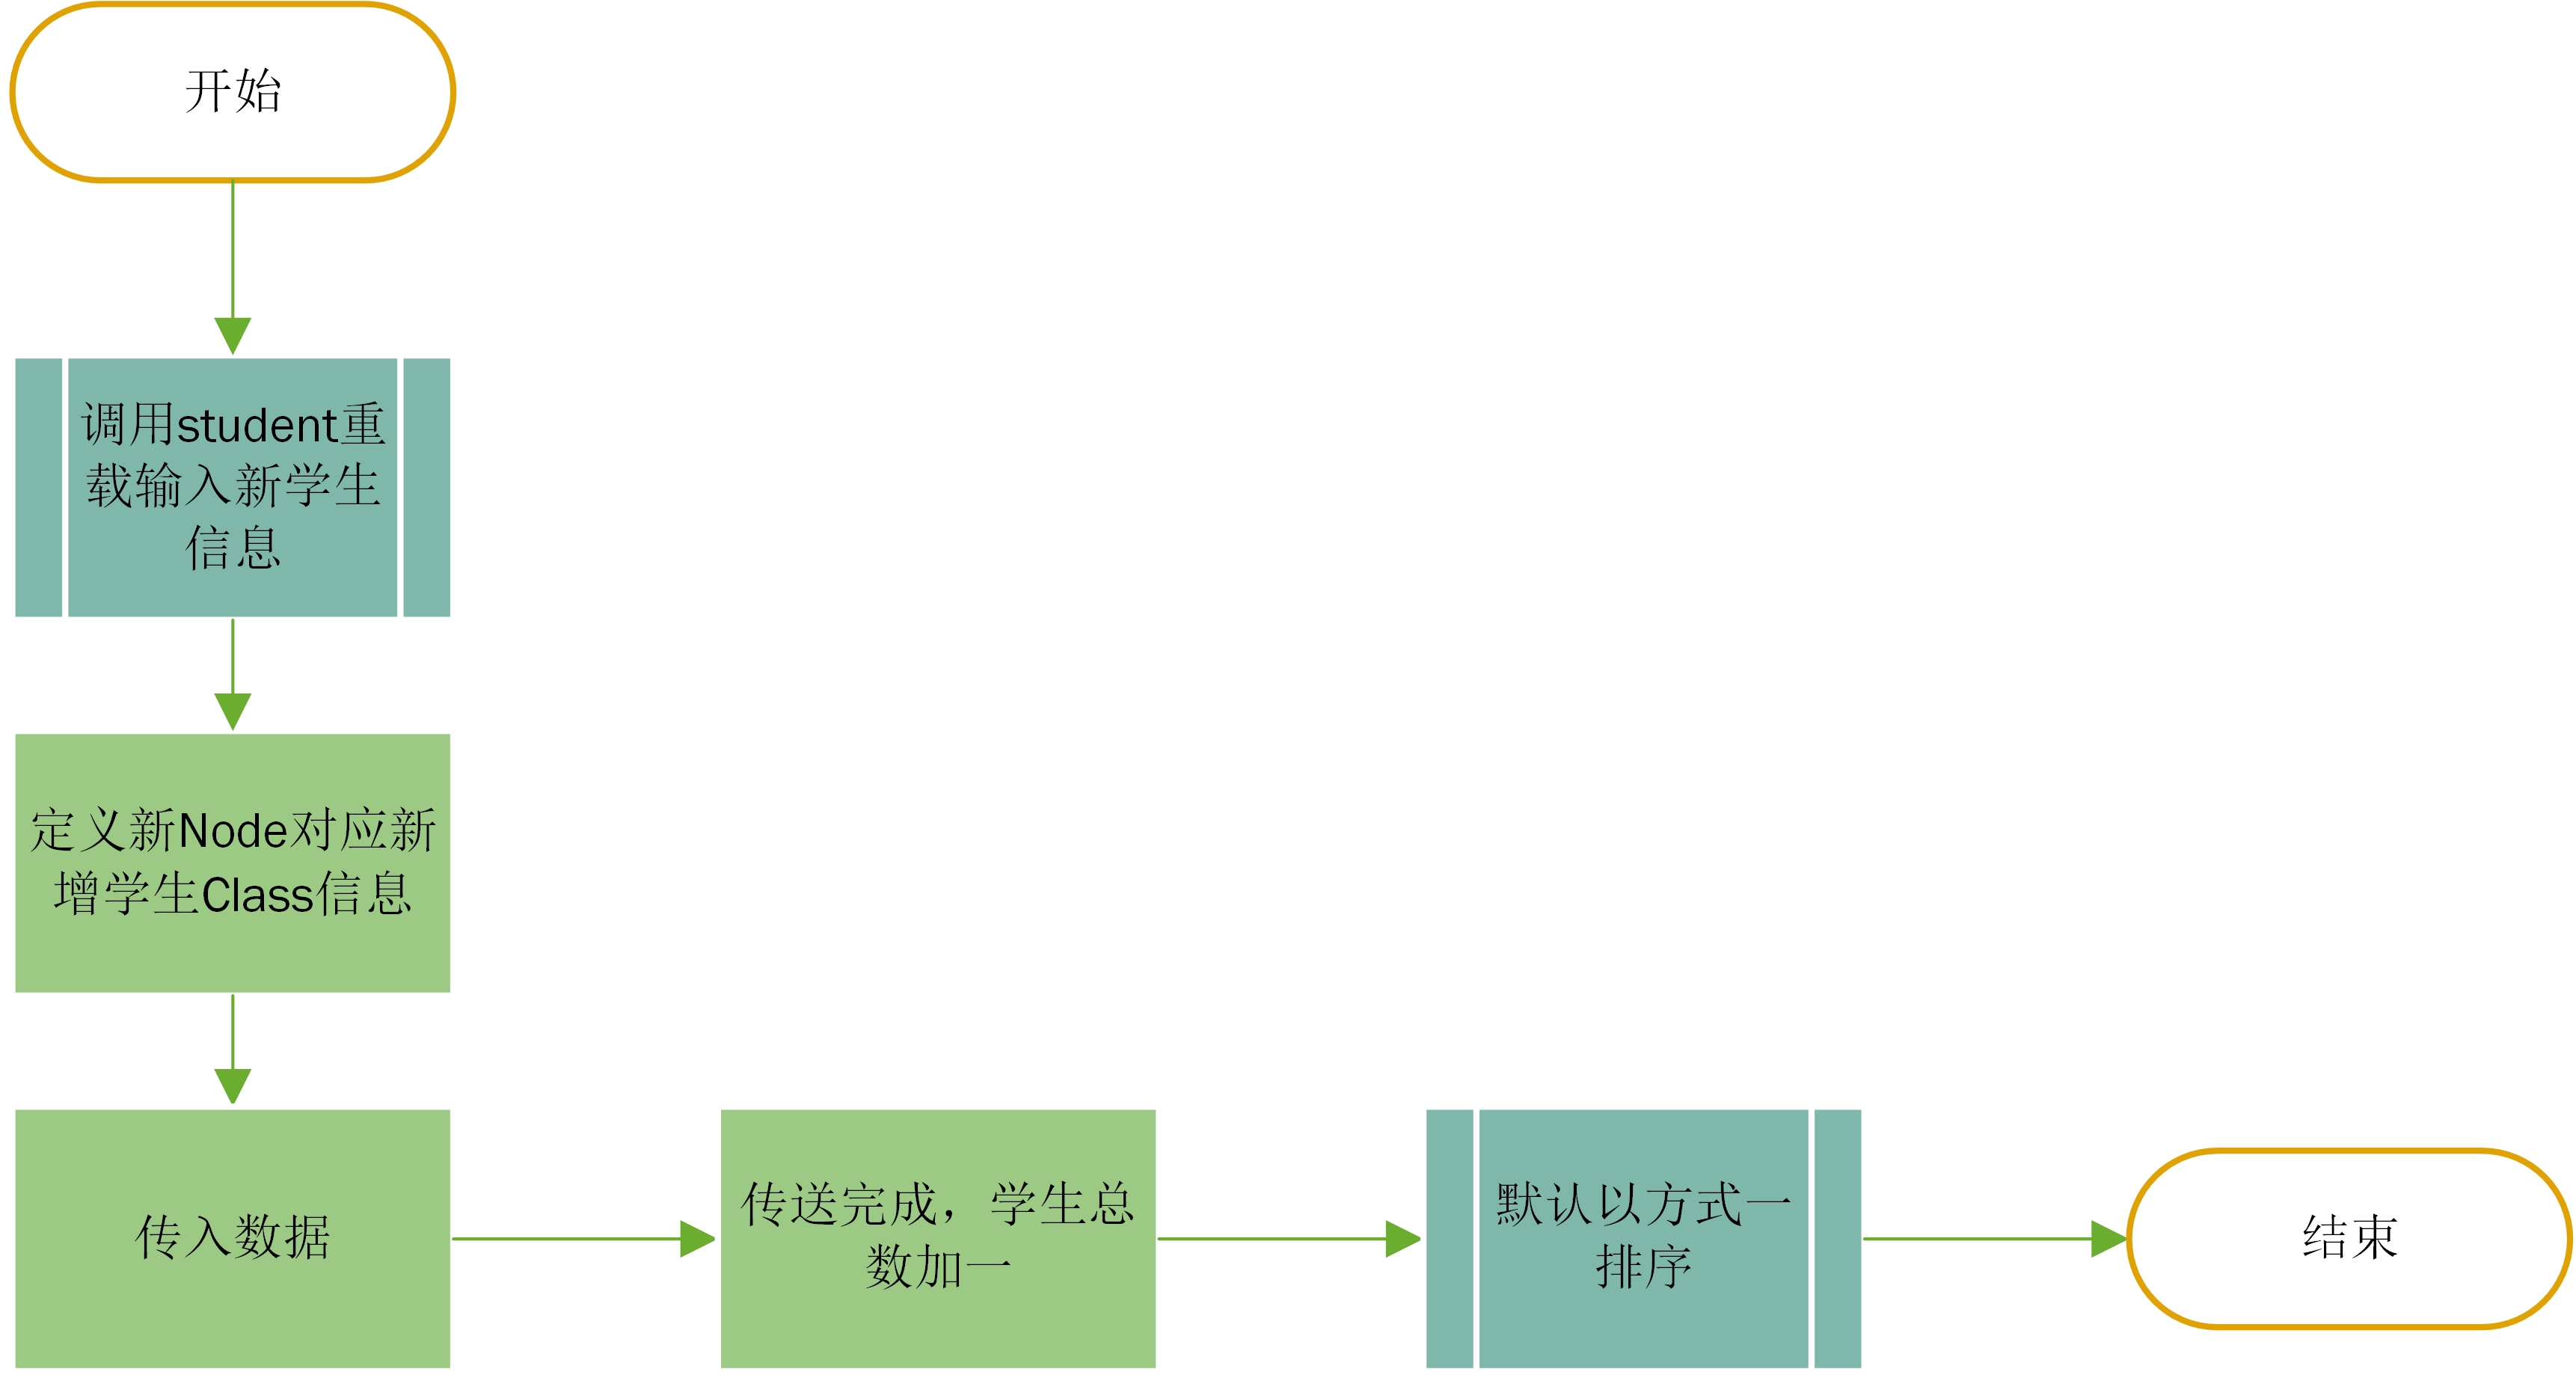 开始
调用student重
载输入新学生
信息
定义新Node对应新
增学生Class信息
传入数据
传送完成，学生总
数加一
默认以方式一
排序
结束